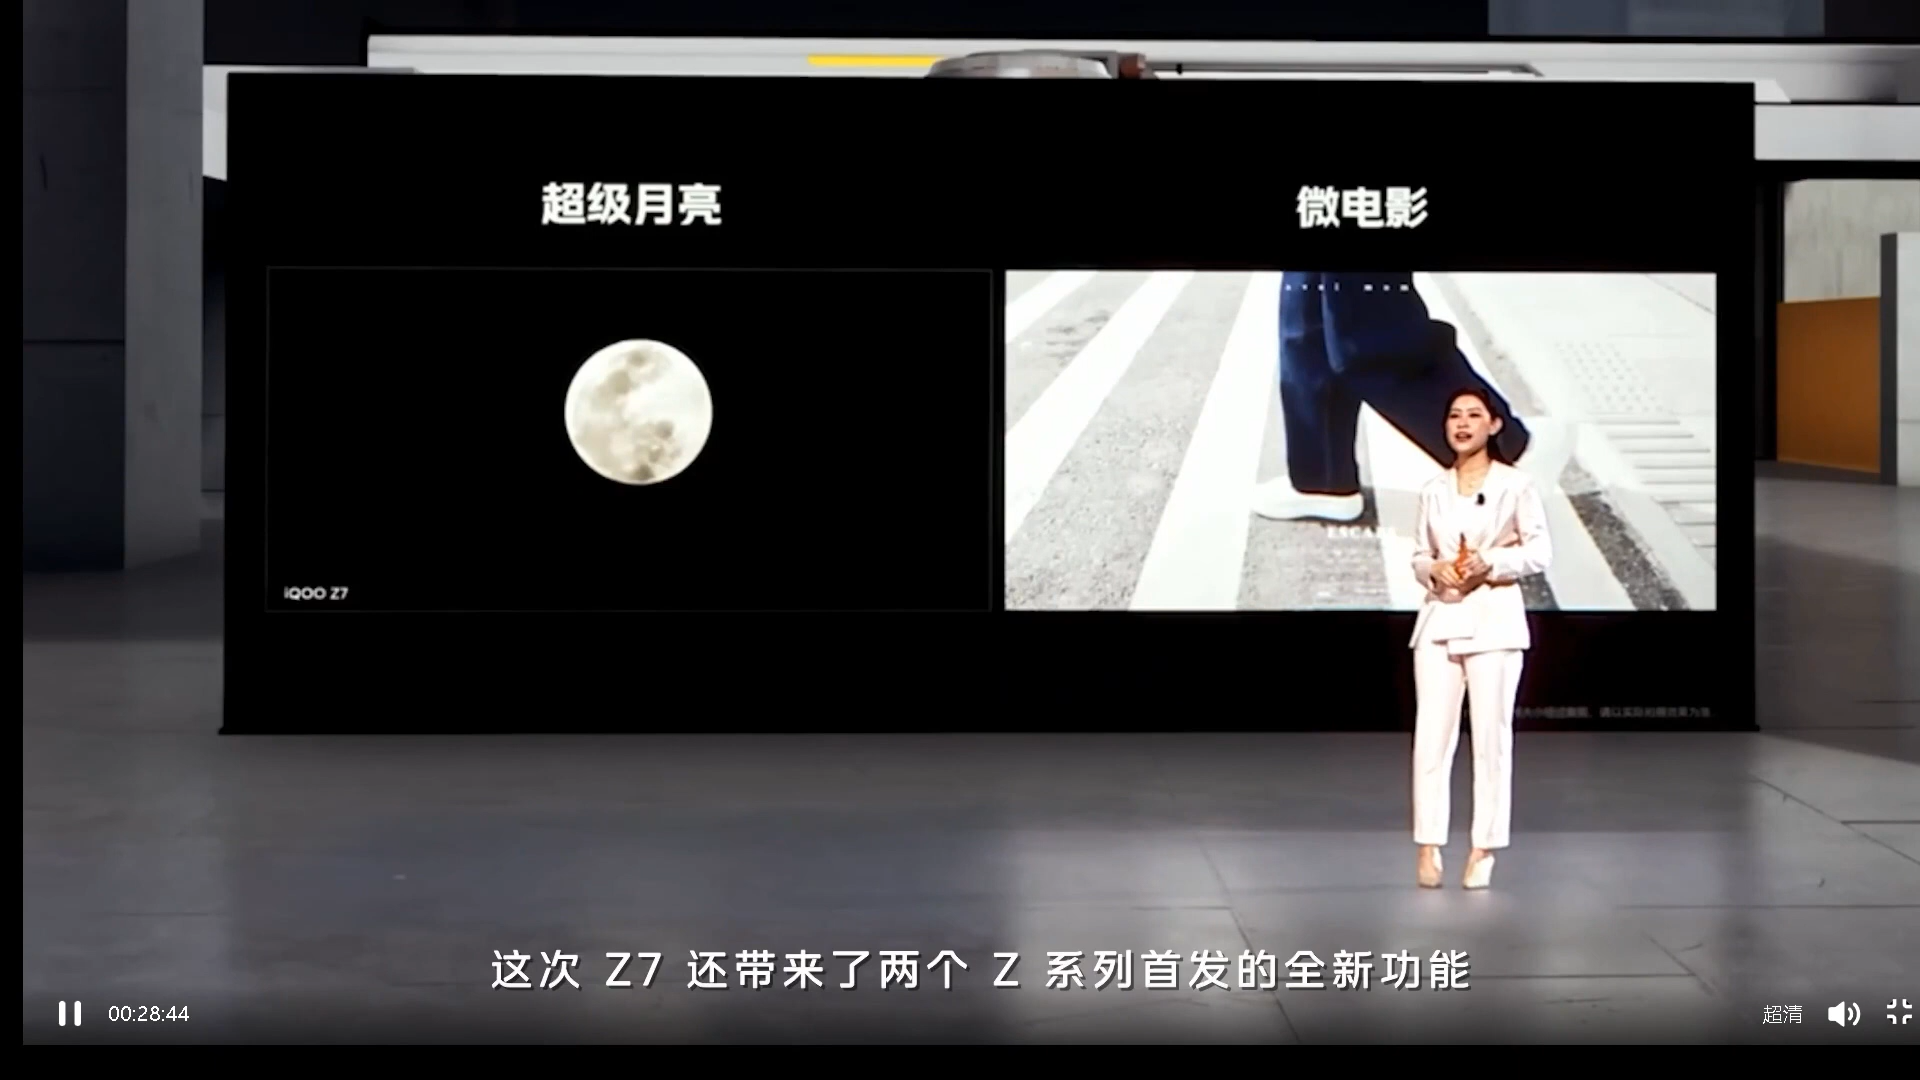 超级月亮
微电影
iQOO Z7
这次 Z7 还带来了两个 Z 系列首发的全新功能
00:28:44
超清